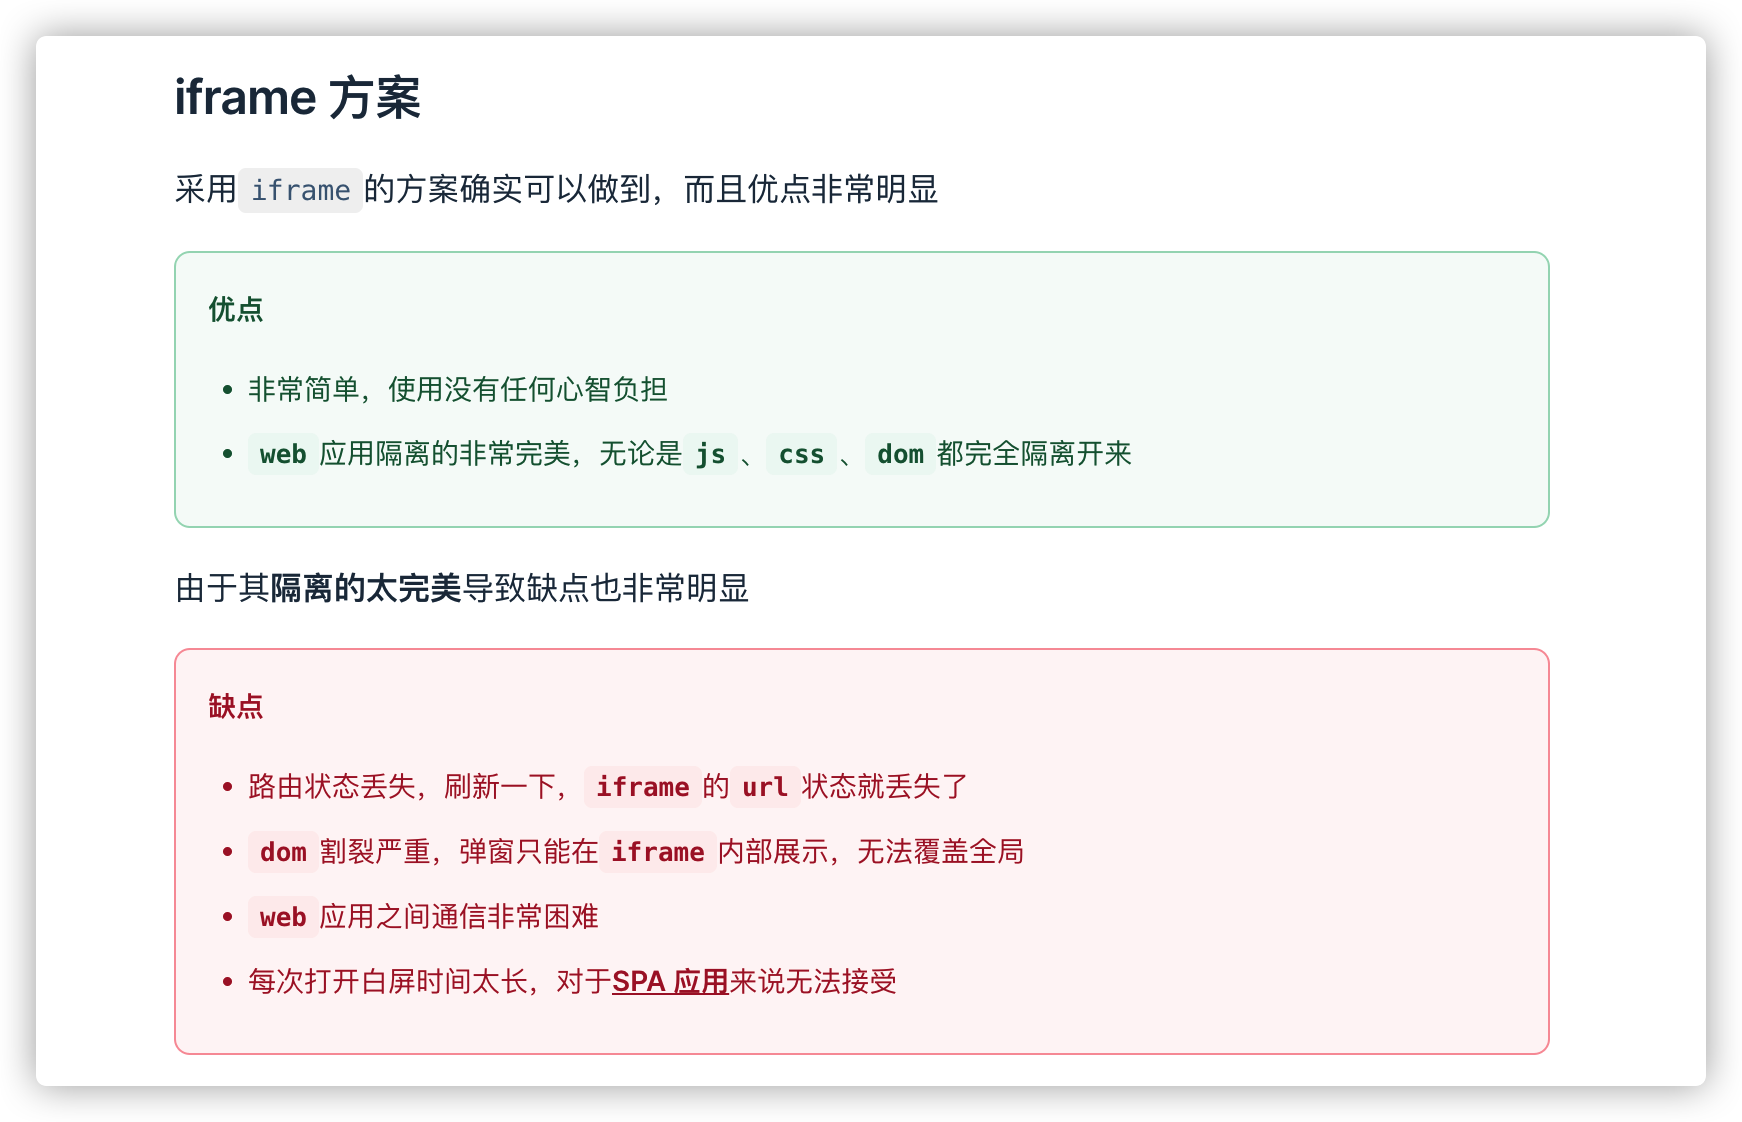 iframe 方案
采用 iframe 的方案确实可以做到，而且优点非常明显
优点
• 非常简单，使用没有任何心智负担
• web 应用隔离的非常完美，无论是 js 、 css 、 dom 都完全隔离开来
由于其隔离的太完美导致缺点也非常明显
缺点
• 路由状态丢失，刷新一下， iframe 的 url 状态就丢失了
• dom 割裂严重，弹窗只能在 iframe 内部展示，无法覆盖全局
• web 应用之间通信非常困难
• 每次打开白屏时间太长，对于SPA 应用来说无法接受